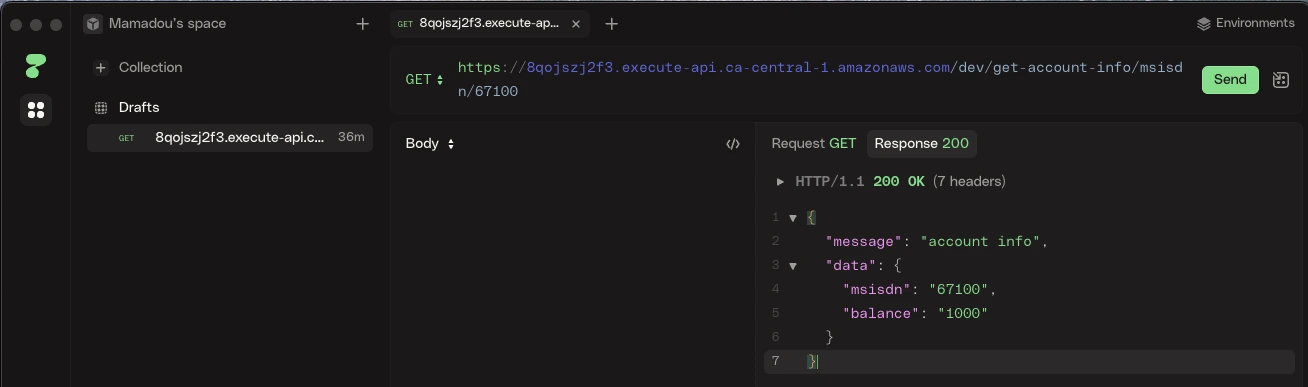 Mamadou's space
GET 8qojszj2f3.execute-ap...
Environments
Collection
GET https://8qojszj2f3.execute-api.ca-central-1.amazonaws.com/dev/get-account-info/msisd
n/67100
Send
Drafts
GET 8qojszj2f3.execute-api.c... 36m
Body
</>
Request GET Response 200
HTTP/1.1 200 OK (7 headers)
1 {
2 "message": "account info",
3 "data": {
4 "msisdn": "67100",
5 "balance": "1000"
6 }
7 }